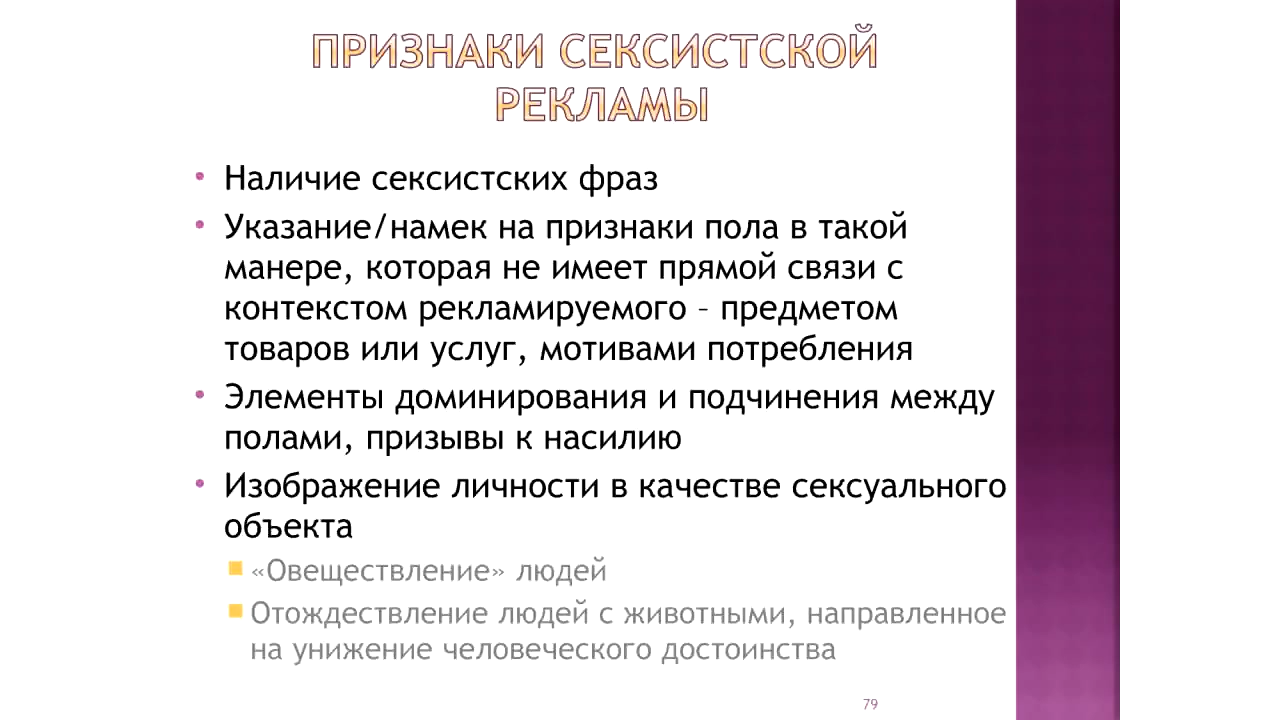 ПРИЗНАКИ СЕКСИСТСКОЙ
РЕКЛАМЫ
• Наличие сексистских фраз
• Указание/намек на признаки пола в такой
манере, которая не имеет прямой связи с
контекстом рекламируемого – предметом
товаров или услуг, мотивами потребления
• Элементы доминирования и подчинения между
полами, призывы к насилию
• Изображение личности в качестве сексуального
объекта
«Овеществление» людей
Отождествление людей с животными, направленное
на унижение человеческого достоинства
79